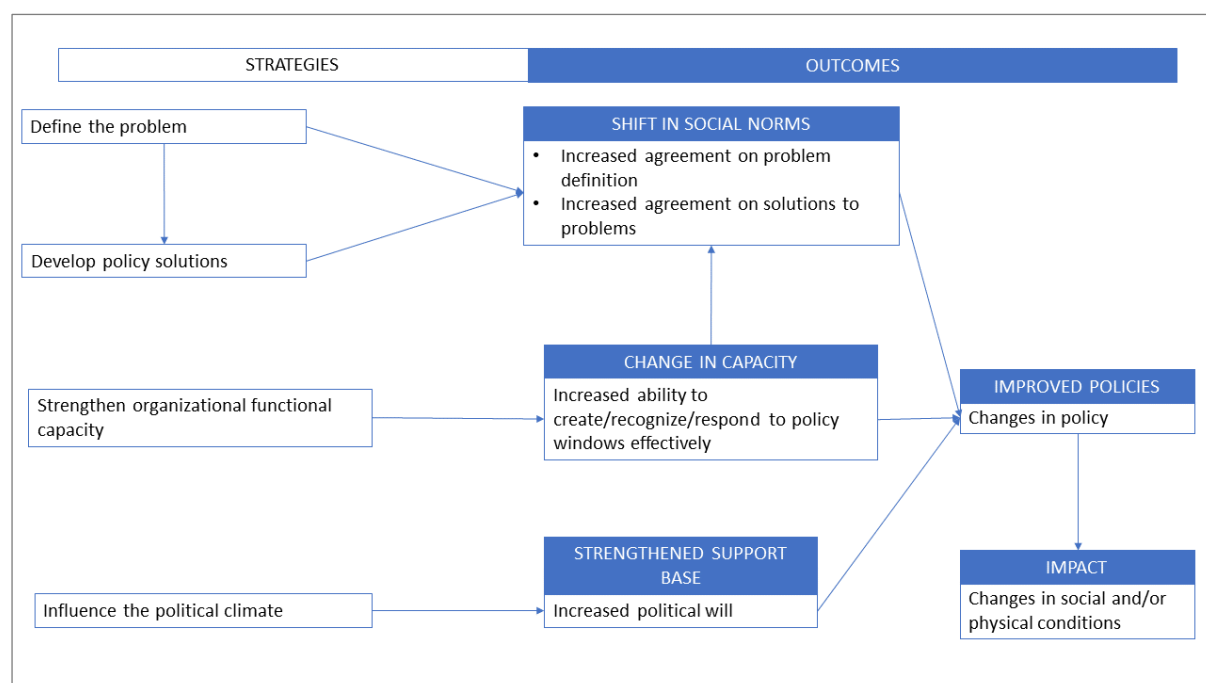 STRATEGIES
OUTCOMES
Define the problem
Develop policy solutions
SHIFT IN SOCIAL NORMS
• Increased agreement on problem
definition
• Increased agreement on solutions to
problems
Strengthen organizational functional
capacity
CHANGE IN CAPACITY
Increased ability to
create/recognize/respond to policy
windows effectively
IMPROVED POLICIES
Changes in policy
Influence the political climate
STRENGTHENED SUPPORT
BASE
Increased political will
IMPACT
Changes in social and/or
physical conditions